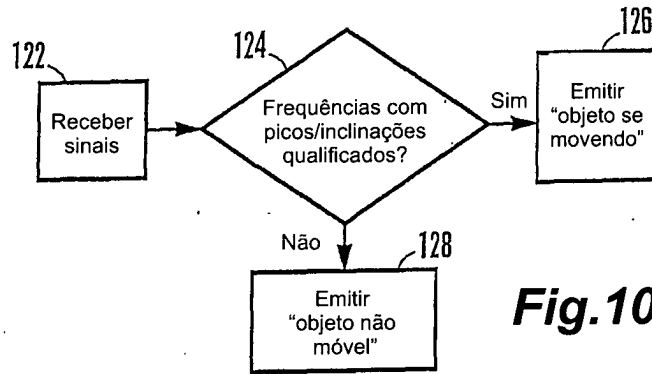 122
Receber
sinais
124
Frequências com
picos/inclinações
qualificados?
Sim
126
Emitir
“objeto se
movendo”
Não
128
Emitir
“objeto não
móvel”
Fig.10